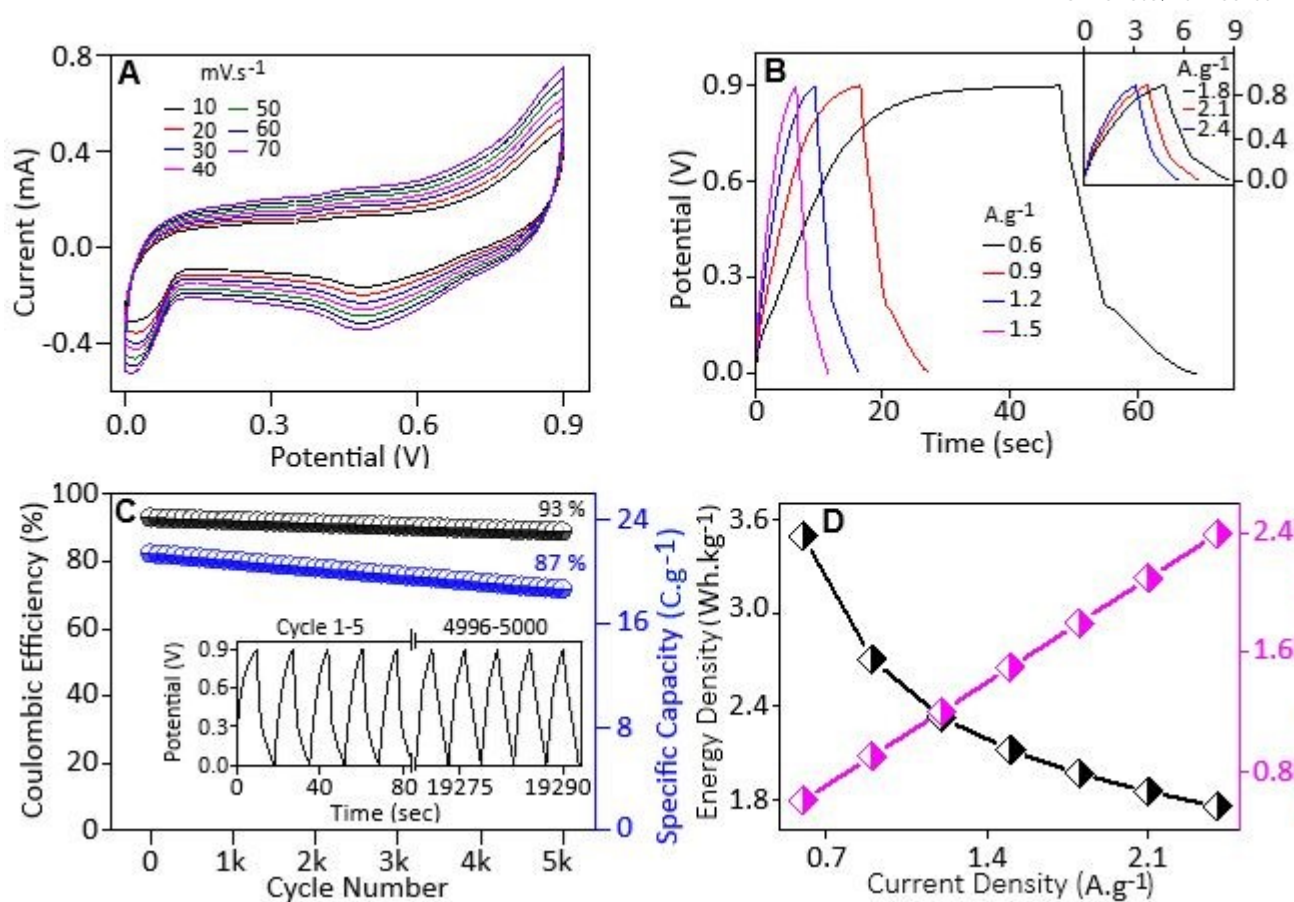 A
mV.s-1
10
20
30
40
50
60
70
0.8
0.4
0.0
-0.4
Current (mA)
0.0 0.3 0.6 0.9
Potential (V)
B
0.9
0.6
0.3
0.0
Potential (V)
A.g-1
0.6
0.9
1.2
1.5
0 20 40 60
Time (sec)
0 3 6 9
A.g-1
1.8
2.1
2.4
0.8
0.4
0.0
C
100
80
60
40
20
0
Coulombic Efficiency (%)
93 %
87 %
24
16
8
0
Specific Capacity (C.g-1)
Cycle 1-5 4996-5000
0.9
0.6
0.3
0.0
Potential (V)
0 40 80 19275 19290
Time (sec)
0 1k 2k 3k 4k 5k
Cycle Number
D
3.6
3.0
2.4
1.8
Energy Density (Wh.kg-1)
2.4
1.6
0.8
0.7 1.4 2.1
Current Density (A.g-1)